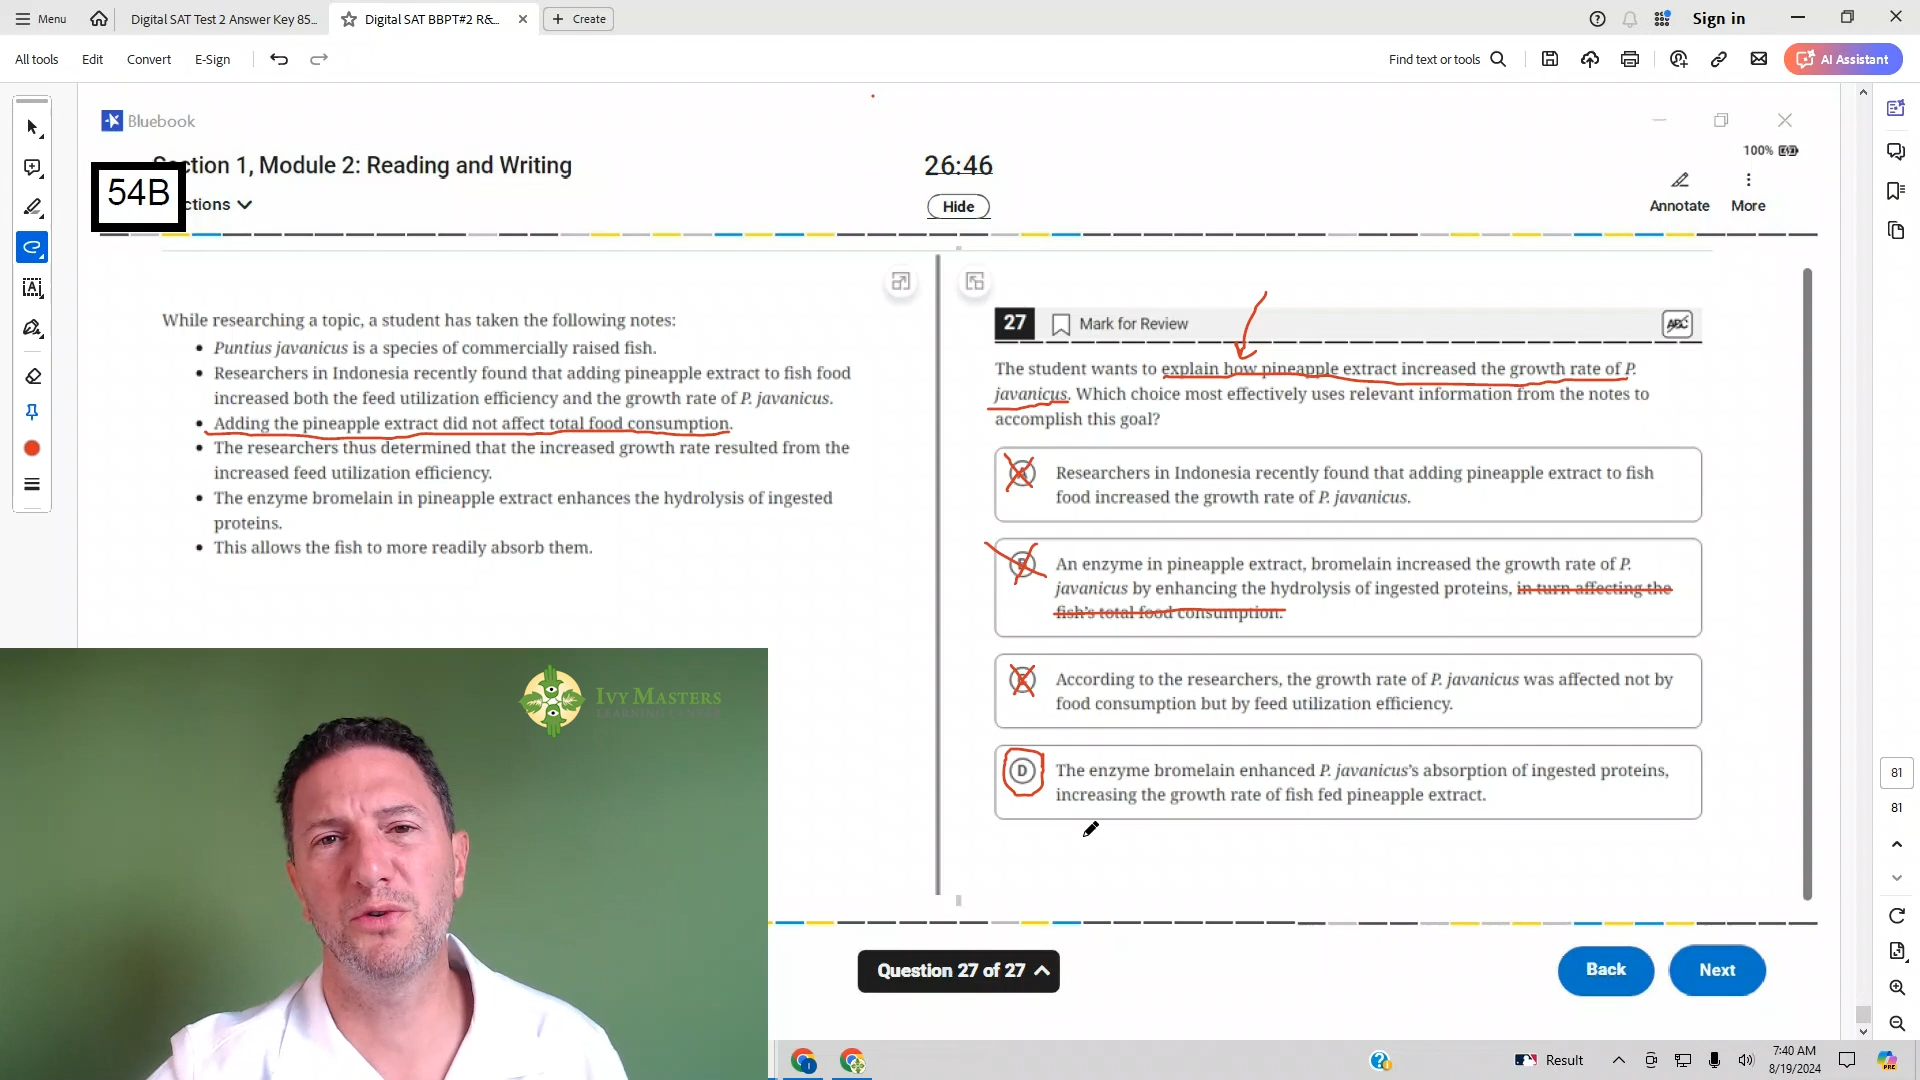 Menu
Digital SAT Test 2 Answer Key 85...
Digital SAT BBPT#2 R&...
Create
Sign in
All tools
Edit
Convert
E-Sign
Find text or tools
AI Assistant
Bluebook
Section 1, Module 2: Reading and Writing
26:46
100%
54B
ctions
Hide
Annotate
More
While researching a topic, a student has taken the following notes:
• Puntius javanicus is a species of commercially raised fish.
• Researchers in Indonesia recently found that adding pineapple extract to fish food
increased both the feed utilization efficiency and the growth rate of P. javanicus.
• Adding the pineapple extract did not affect total food consumption.
• The researchers thus determined that the increased growth rate resulted from the
increased feed utilization efficiency.
• The enzyme bromelain in pineapple extract enhances the hydrolysis of ingested
proteins.
• This allows the fish to more readily absorb them.
27
Mark for Review
ABC
The student wants to explain how pineapple extract increased the growth rate of P.
javanicus. Which choice most effectively uses relevant information from the notes to
accomplish this goal?
A
Researchers in Indonesia recently found that adding pineapple extract to fish
food increased the growth rate of P. javanicus.
B
An enzyme in pineapple extract, bromelain increased the growth rate of P.
javanicus by enhancing the hydrolysis of ingested proteins, in turn affecting the
fish's total food consumption.
C
According to the researchers, the growth rate of P. javanicus was affected not by
food consumption but by feed utilization efficiency.
D
The enzyme bromelain enhanced P. javanicus's absorption of ingested proteins,
increasing the growth rate of fish fed pineapple extract.
IVY MASTERS
LEARNING CENTER
Question 27 of 27
Back
Next
81
81
Result
7:40 AM
8/19/2024
PRE